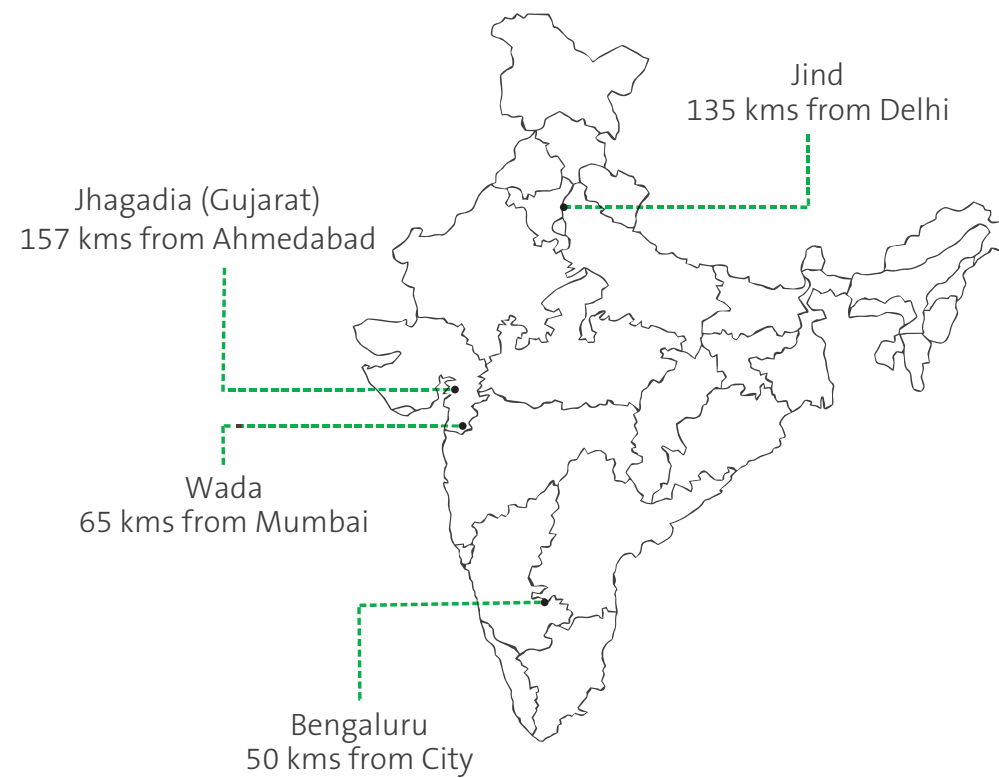 Jind
135 kms from Delhi
Jhagadia (Gujarat)
157 kms from Ahmedabad
Wada
65 kms from Mumbai
Bengaluru
50 kms from City